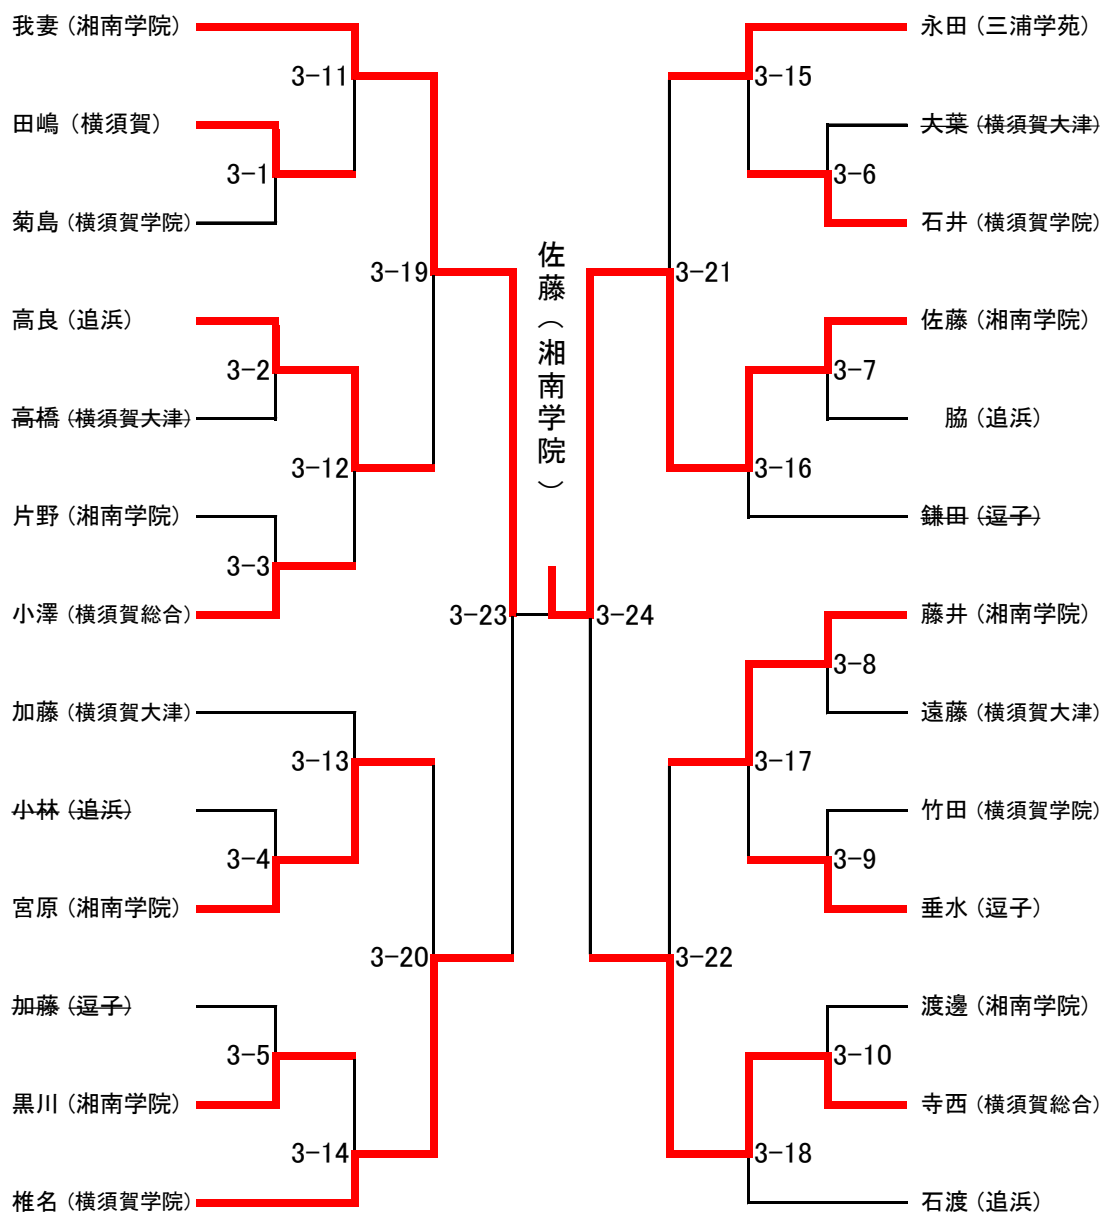 我妻 (湘南学院)
3-11
田嶋 (横須賀)
3-1
菊島 (横須賀学院)
3-19
高良 (追浜)
3-2
高橋 (横須賀大津)
3-12
片野 (湘南学院)
3-3
小澤 (横須賀総合)
3-23
加藤 (横須賀大津)
3-13
小林 (追浜)
3-4
宮原 (湘南学院)
3-20
加藤 (逗子)
3-5
黒川 (湘南学院)
3-14
椎名 (横須賀学院)
佐藤(湘南学院)
永田 (三浦学苑)
3-15
大葉 (横須賀大津)
3-6
石井 (横須賀学院)
3-21
佐藤 (湘南学院)
3-7
脇 (追浜)
3-16
鎌田 (逗子)
3-24
藤井 (湘南学院)
3-8
遠藤 (横須賀大津)
3-17
竹田 (横須賀学院)
3-9
垂水 (逗子)
3-22
渡邊 (湘南学院)
3-10
寺西 (横須賀総合)
3-18
石渡 (追浜)